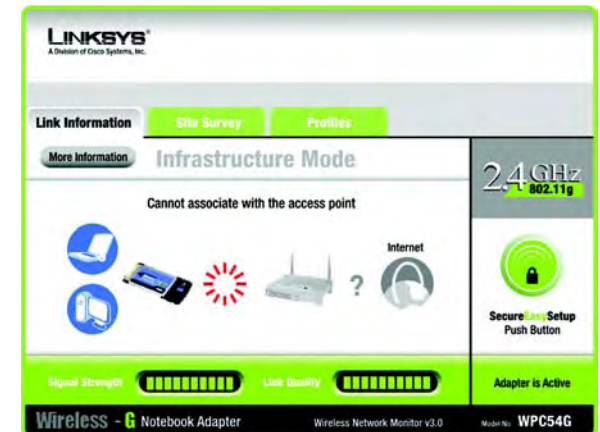 LINKSYS®
A Division of Cisco Systems, Inc.
Link Information
Site Survey
Profiles
More Information
Infrastructure Mode
2.4 GHz
802.11g
Cannot associate with the access point
Internet
?
SecureEasySetup
Push Button
Signal Strength
Link Quality
Adapter is Active
Wireless - G Notebook Adapter
Wireless Network Monitor v3.0
Model No. WPC54G